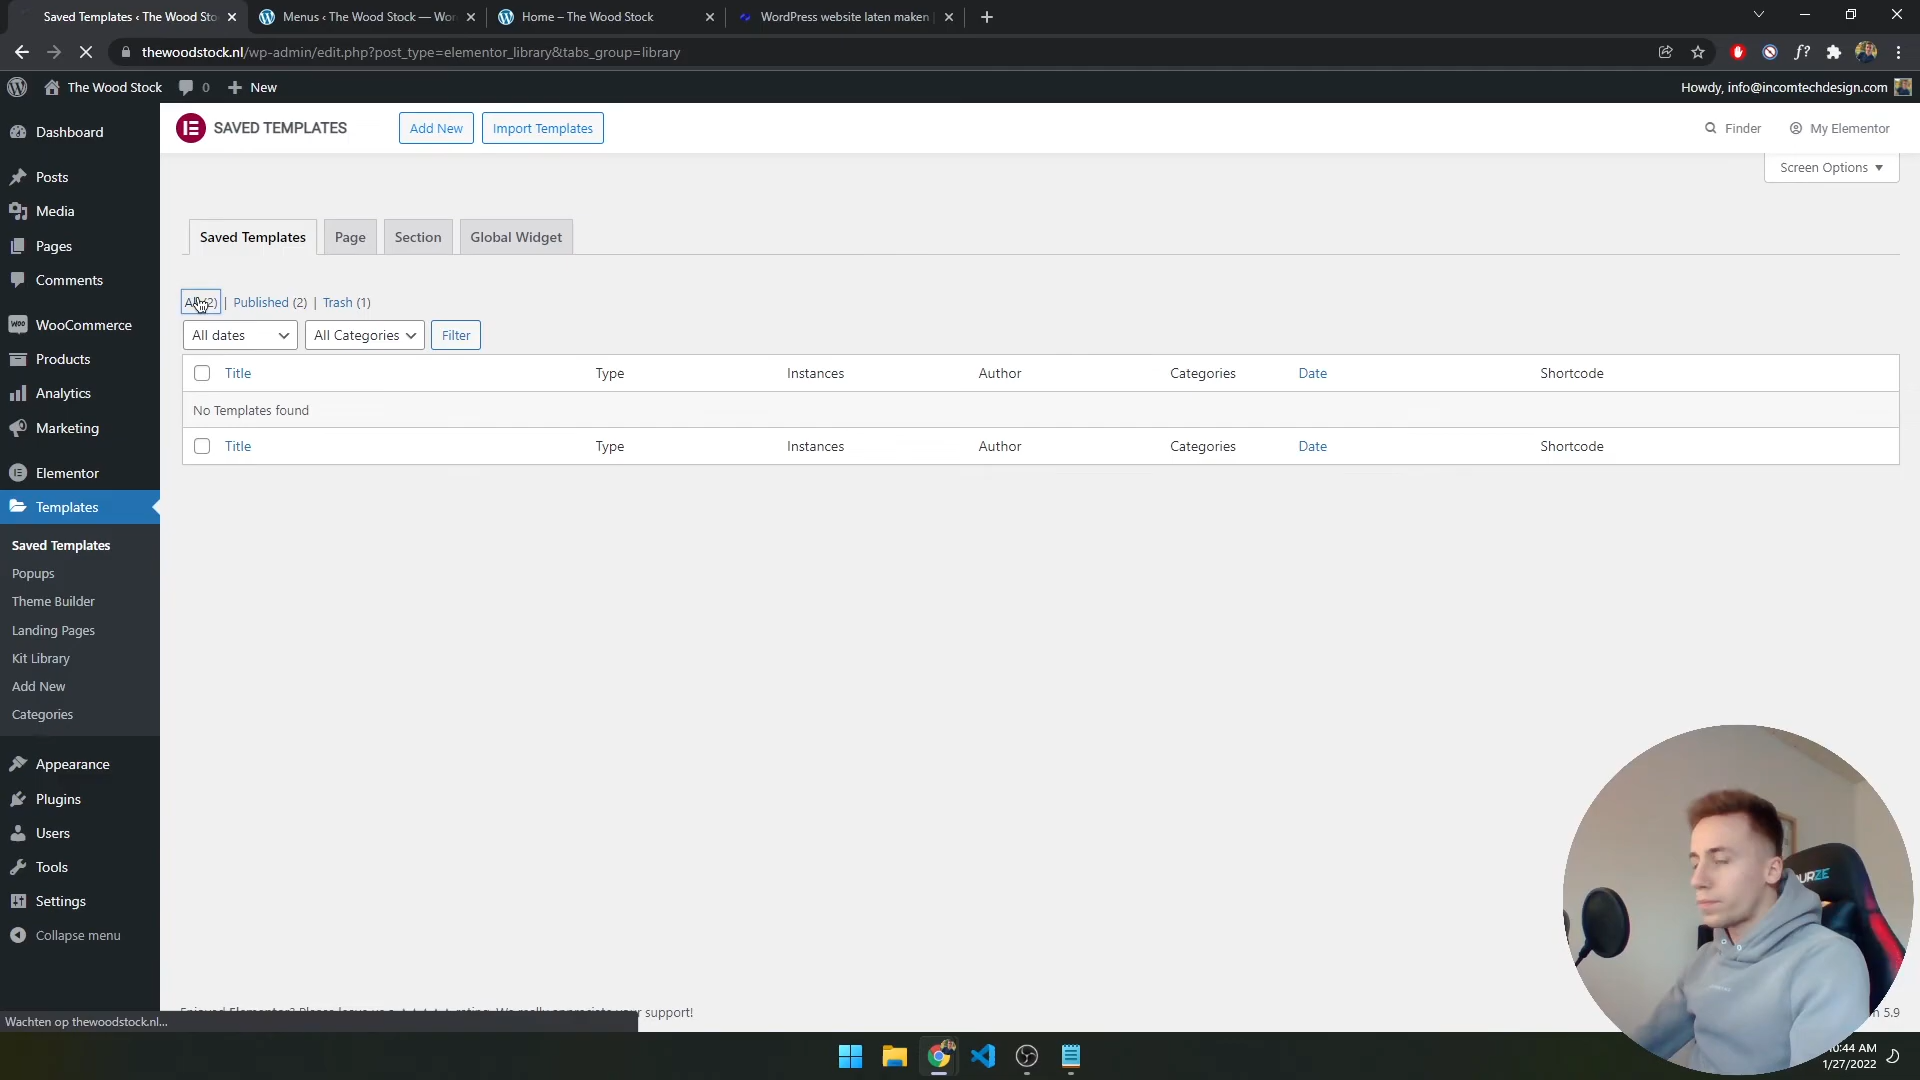 Saved Templates ‹ The Wood Sto
Menus ‹ The Wood Stock — Wor
Home – The Wood Stock
WordPress website laten maken
thewoodstock.nl/wp-admin/edit.php?post_type=elementor_library&tabs_group=library
The Wood Stock
0
New
Howdy, info@incomtechdesign.com
SAVED TEMPLATES
Add New
Import Templates
Finder
My Elementor
Screen Options
Dashboard
Posts
Media
Pages
Comments
WooCommerce
Products
Analytics
Marketing
Elementor
Templates
Saved Templates
Popups
Theme Builder
Landing Pages
Kit Library
Add New
Categories
Appearance
Plugins
Users
Tools
Settings
Collapse menu
Saved Templates
Page
Section
Global Widget
| Published (2) | Trash (1)
All dates
All Categories
Filter
Title Type Instances Author Categories Date Shortcode
No Templates found
Title Type Instances Author Categories Date Shortcode
support!
5.9
Wachten op thewoodstock.nl...
:44 AM
1/27/2022